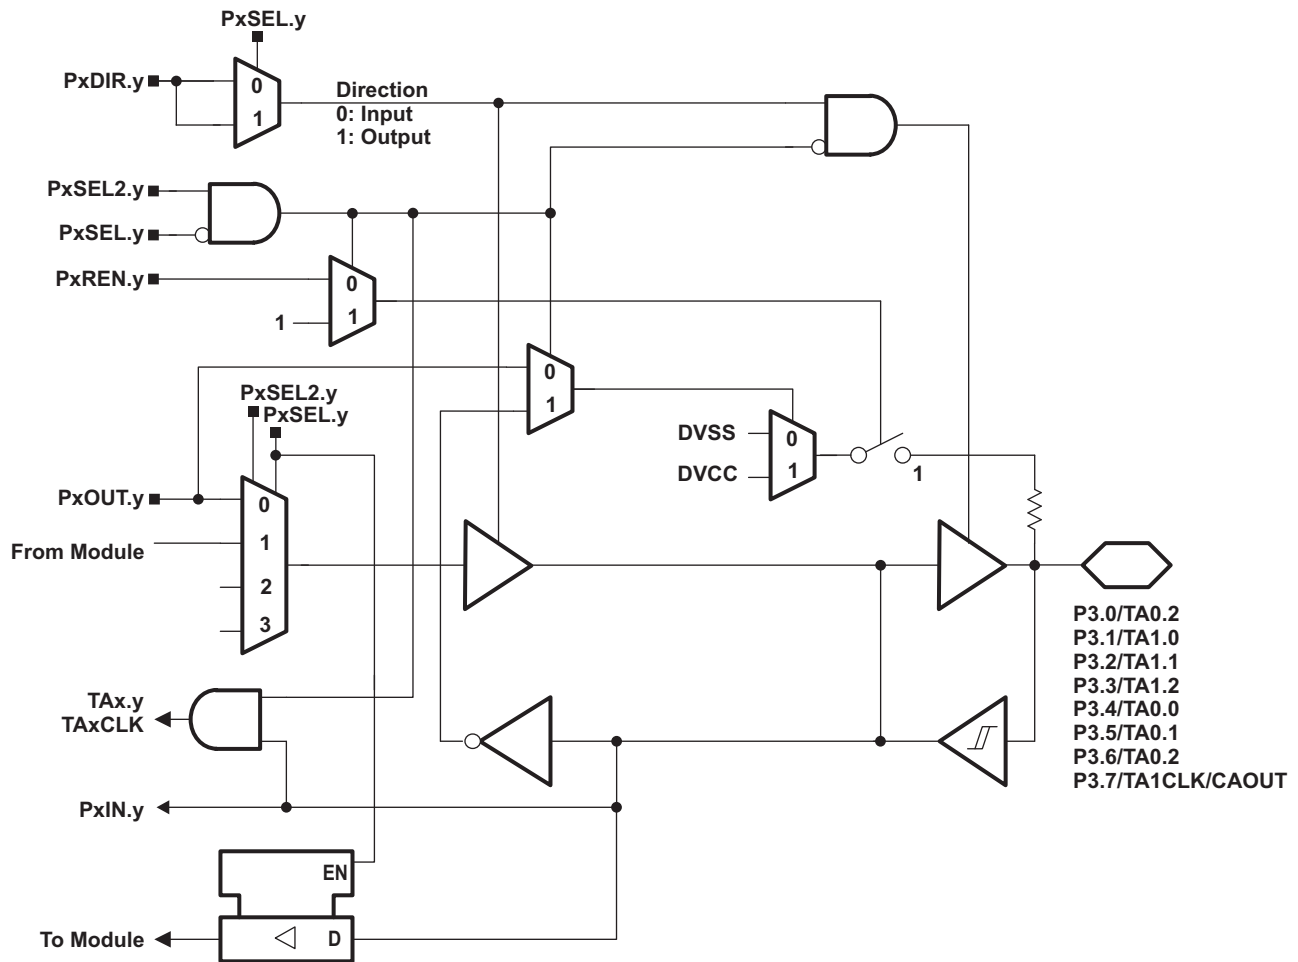 PxSEL.y
PxDIR.y
0
1
Direction
0: Input
1: Output
PxSEL2.y
PxSEL.y
PxREN.y
0
1
1
0
1
PxSEL2.y
PxSEL.y
DVSS
DVCC
0
1
1
PxOUT.y
From Module
0
1
2
3
P3.0/TA0.2
P3.1/TA1.0
P3.2/TA1.1
P3.3/TA1.2
P3.4/TA0.0
P3.5/TA0.1
P3.6/TA0.2
P3.7/TA1CLK/CAOUT
TAx.y
TAxCLK
PxIN.y
EN
To Module
D